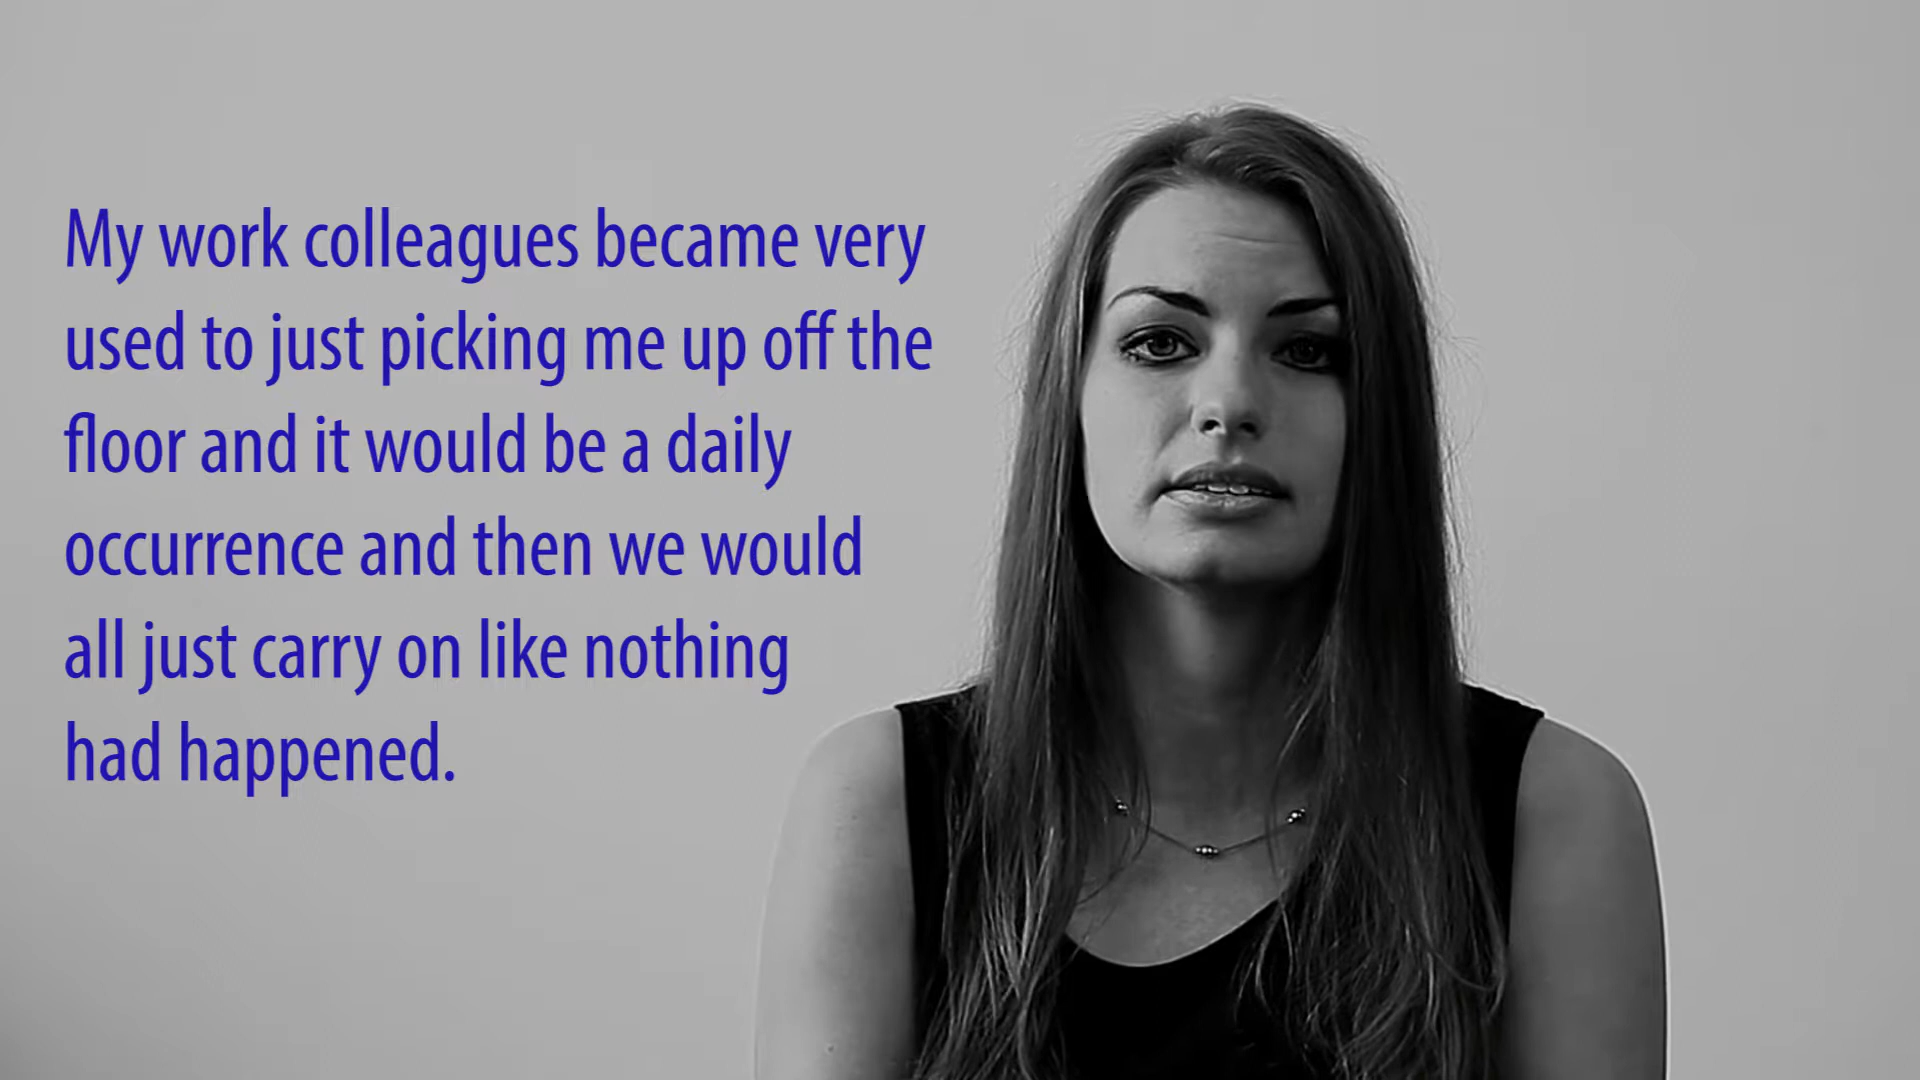 My work colleagues became very
used to just picking me up off the
floor and it would be a daily
occurrence and then we would
all just carry on like nothing
had happened.